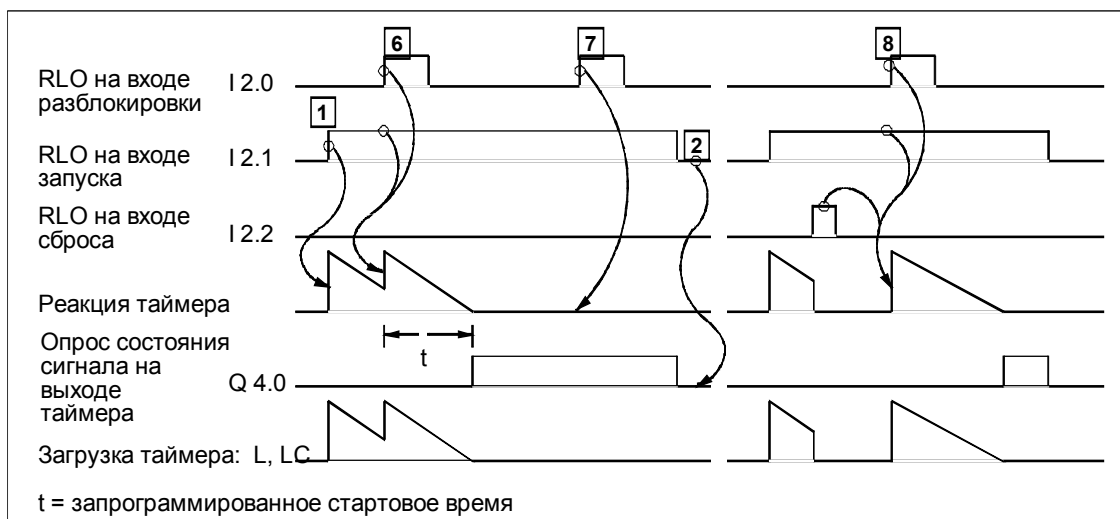 6
7
8
RLO на входе
разблокировки
I 2.0
1
RLO на входе
запуска
I 2.1
2
RLO на входе
сброса
I 2.2
Реакция таймера
t
Опрос состояния
сигнала на
выходе
таймера
Q 4.0
Загрузка таймера: L, LC
t = запрограммированное стартовое время